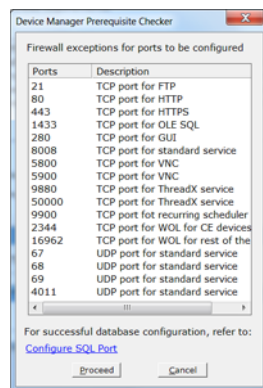 Device Manager Prerequisite Checker
Firewall exceptions for ports to be configured
Ports Description
21 TCP port for FTP
80 TCP port for HTTP
443 TCP port for HTTPS
1433 TCP port for OLE SQL
280 TCP port for GUI
8008 TCP port for standard service
5800 TCP port for VNC
5900 TCP port for VNC
9880 TCP port for ThreadX service
50000 TCP port for ThreadX service
9900 TCP port fot recurring scheduler
2344 TCP port for WOL for CE devices
16962 TCP port for WOL for rest of the
67 UDP port for standard service
68 UDP port for standard service
69 UDP port for standard service
4011 UDP port for standard service
For successful database configuration, refer to:
Configure SQL Port
Proceed Cancel